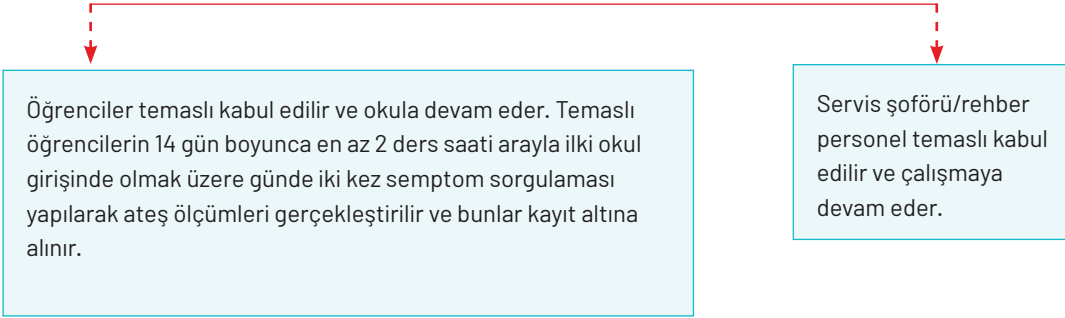 Öğrenciler temaslı kabul edilir ve okula devam eder. Temaslı
öğrencilerin 14 gün boyunca en az 2 ders saati arayla ilki okul
girişinde olmak üzere günde iki kez semptom sorgulaması
yapılarak ateş ölçümleri gerçekleştirilir ve bunlar kayıt altına
alınır.
Servis şoförü/rehber
personel temaslı kabul
edilir ve çalışmaya
devam eder.